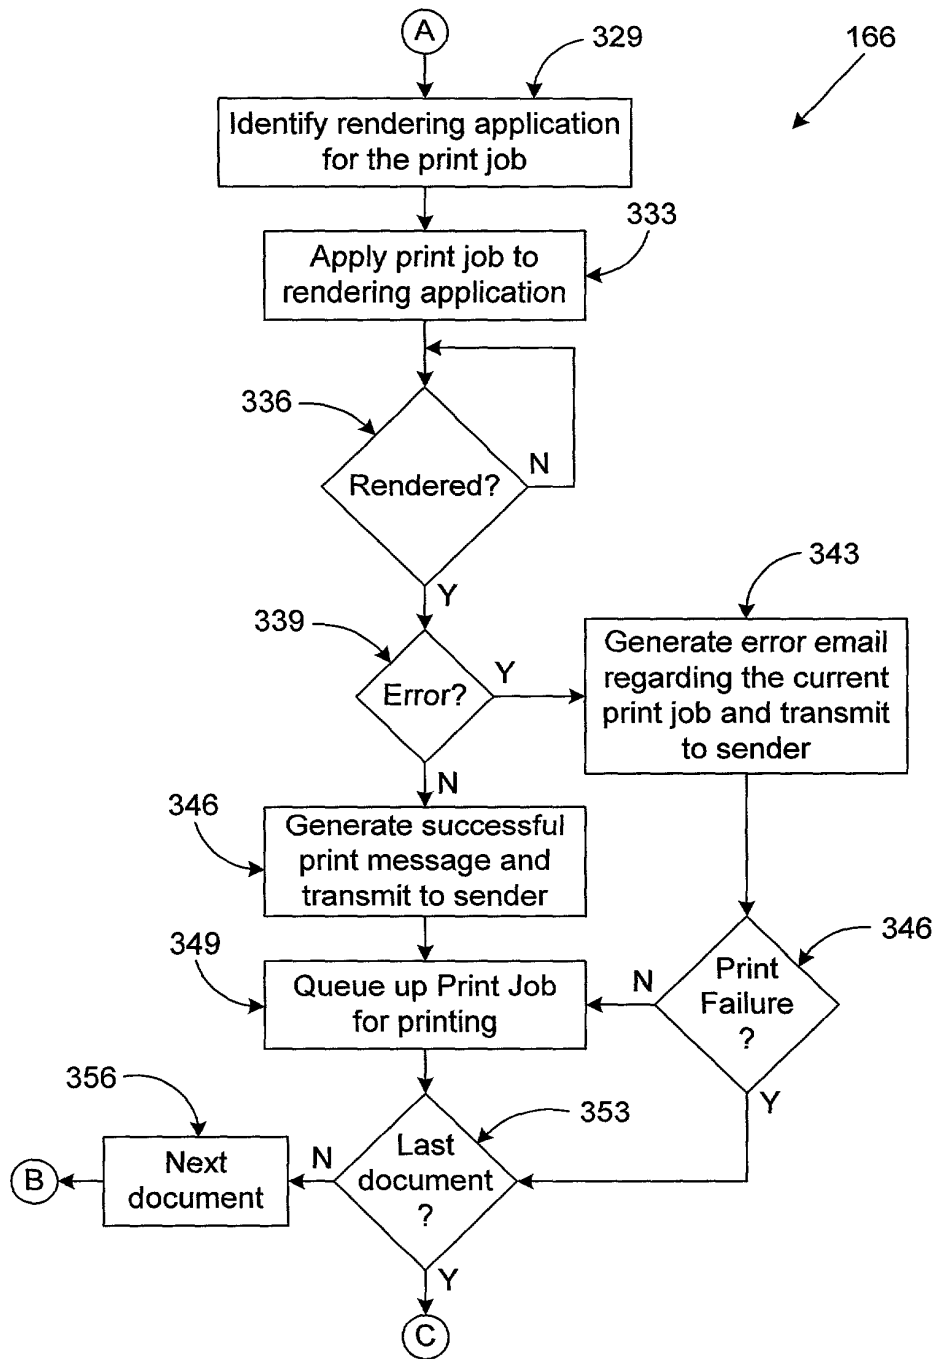 A
329
166
Identify rendering application
for the print job
333
Apply print job to
rendering application
336
Rendered?
N
Y
343
339
Error?
Y
Generate error email
regarding the current
print job and transmit
to sender
N
346
Generate successful
print message and
transmit to sender
346
349
Queue up Print Job
for printing
N
Print
Failure
?
Y
356
353
Last
document
?
N
Next
document
B
Y
C